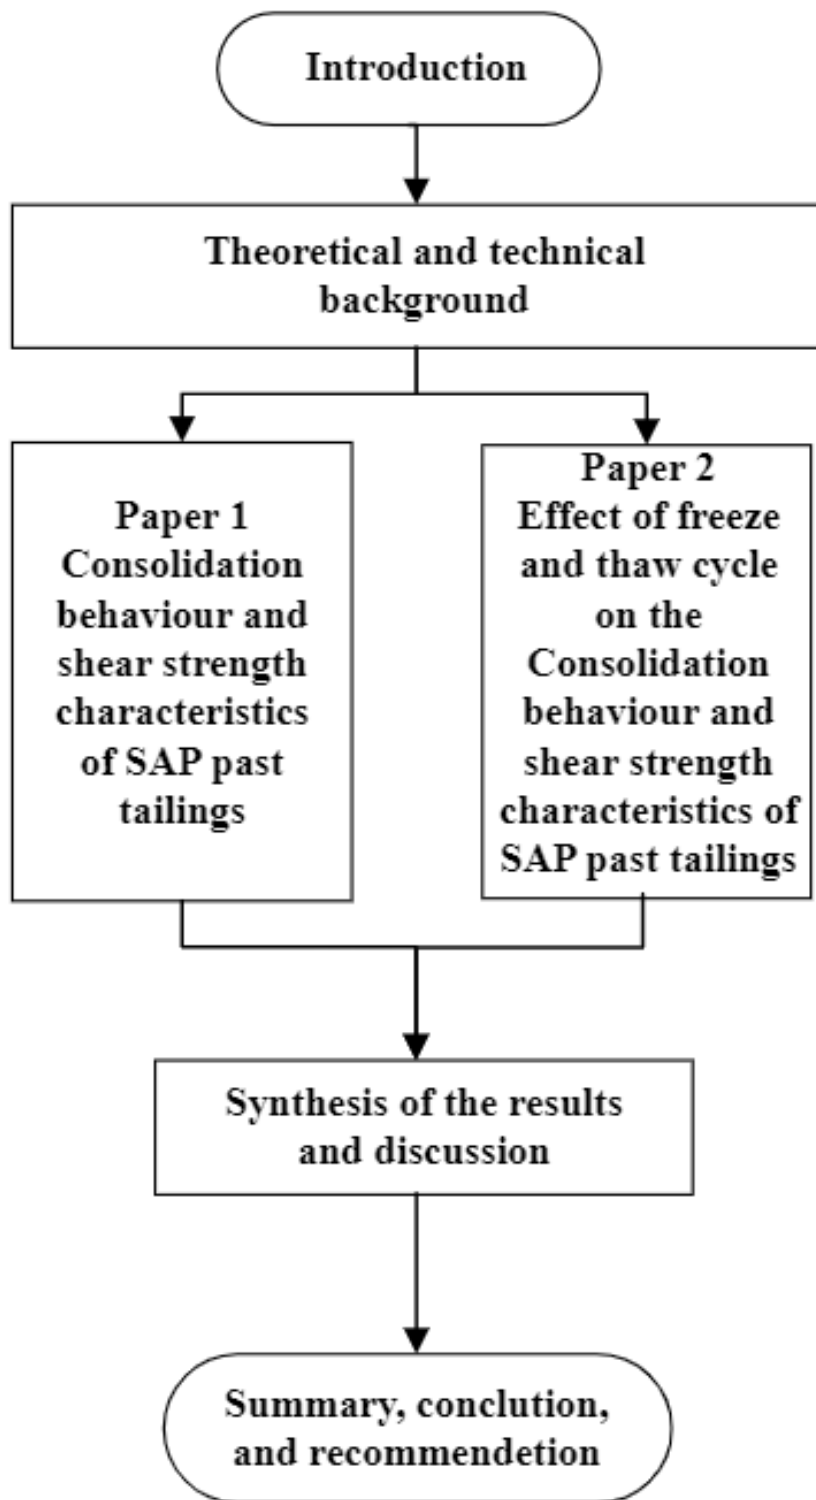 Introduction
Theoretical and technical
background
Paper 1
Consolidation
behaviour and
shear strength
characteristics
of SAP past
tailings
Paper 2
Effect of freeze
and thaw cycle
on the
Consolidation
behaviour and
shear strength
characteristics of
SAP past tailings
Synthesis of the results
and discussion
Summary, conclution,
and recommendetion